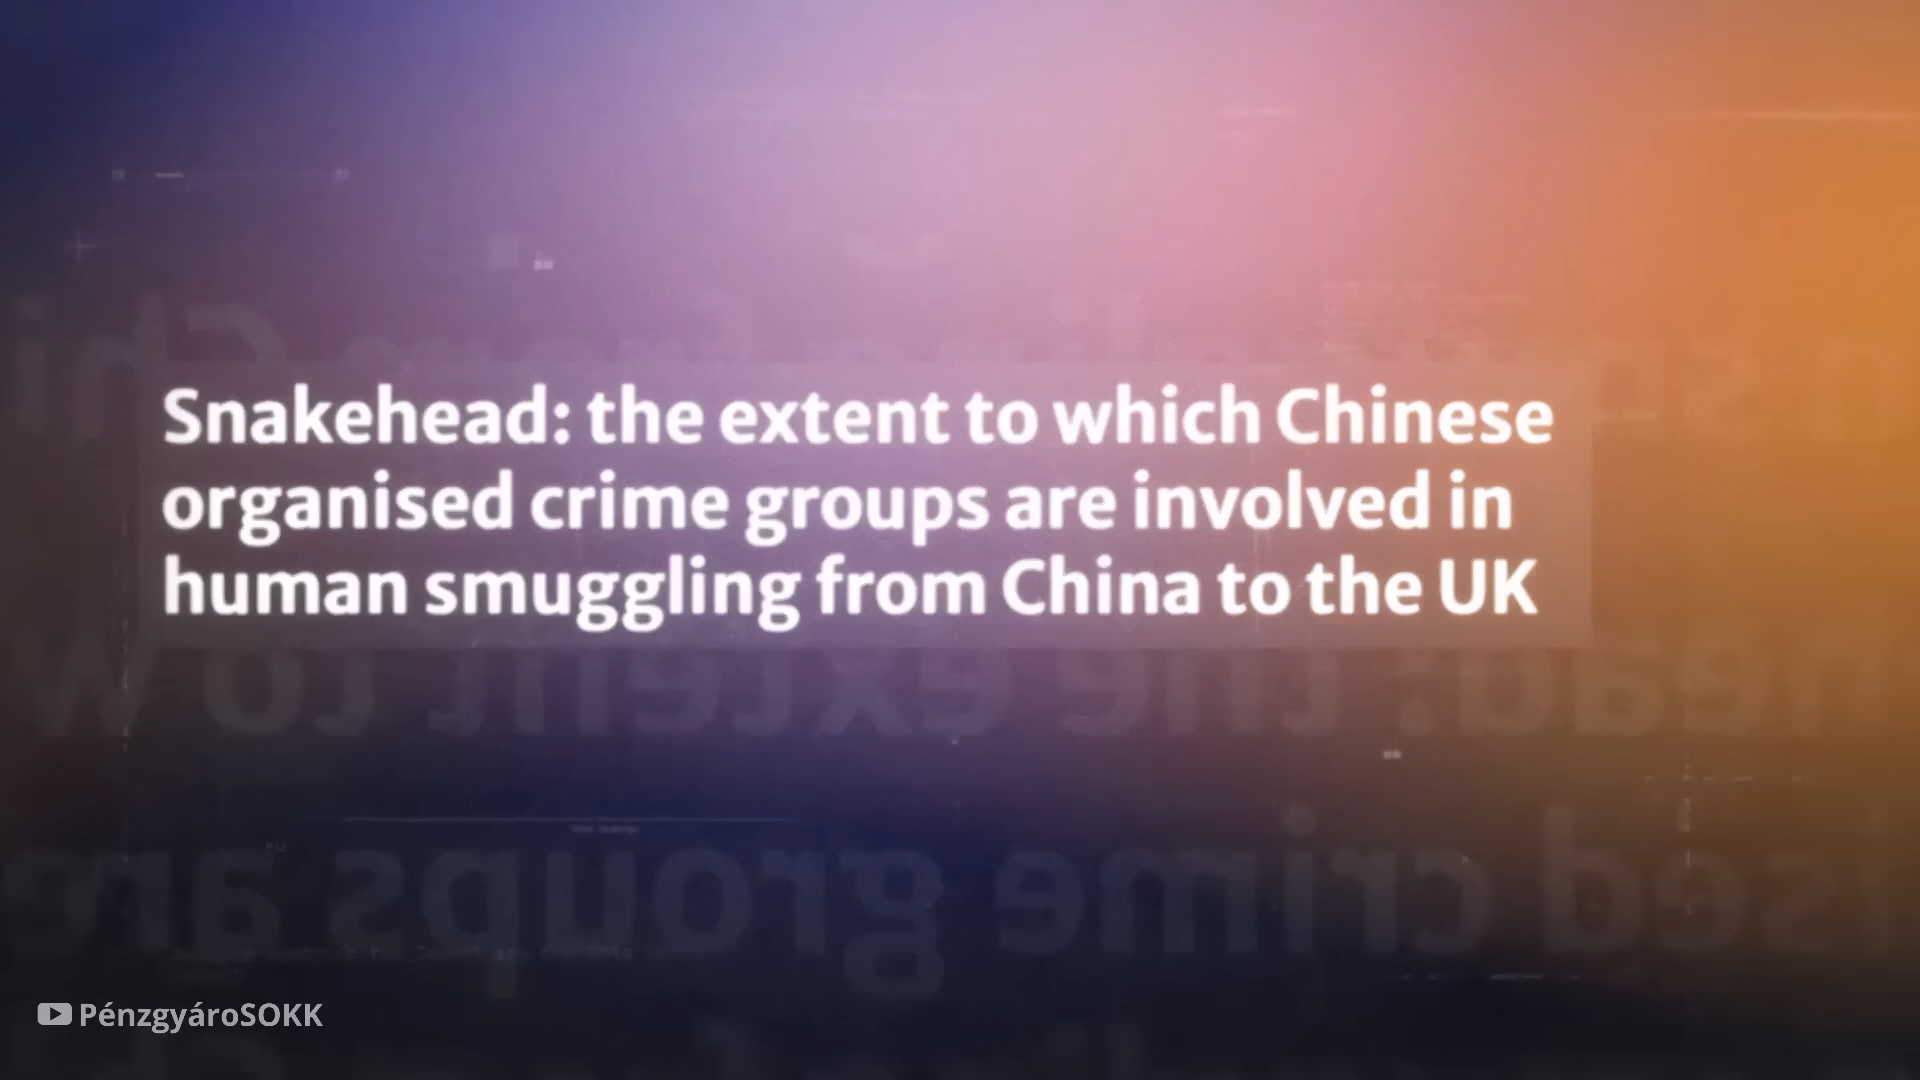 Snakehead: the extent to which Chinese
organised crime groups are involved in
human smuggling from China to the UK
PénzgyároSOKK